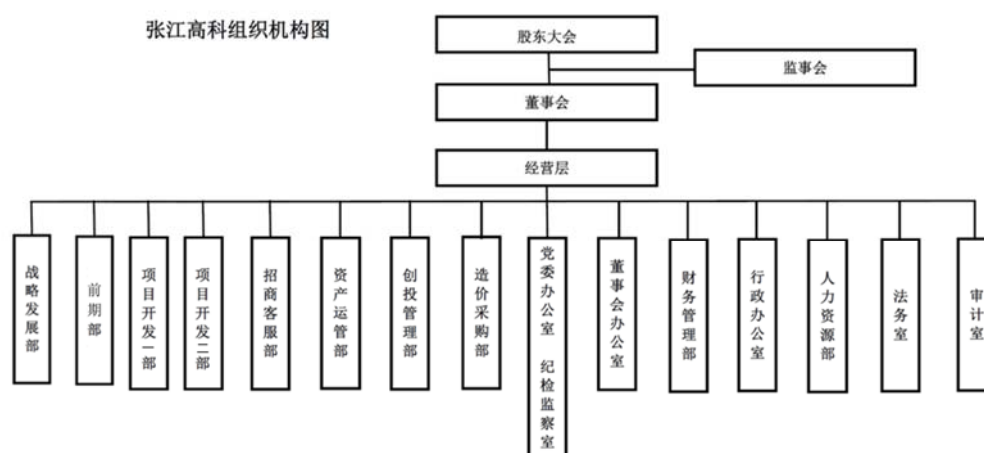 张江高科组织机构图
股东大会
监事会
董事会
经营层
战略发展部
前期部
项目开发一部
项目开发二部
招商客服部
资产运管部
创投管理部
造价采购部
党委办公室 纪检监察室
董事会办公室
财务管理部
行政办公室
人力资源部
法务室
审计室